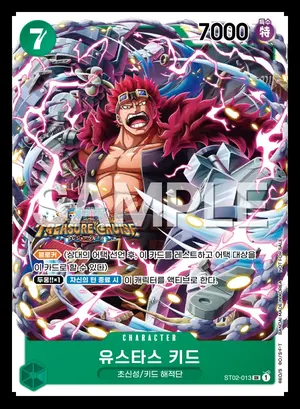 7
7000
특수
特
SAMPLE
TREASURE CRUISE
블로커 (상대의 어택 선언 후, 이 카드를 레스트하고 어택 대상을
이 카드로 할 수 있다)
두웅!!×1 자신의 턴 종료 시 이 캐릭터를 액티브로 한다.
CHARACTER
유스타스 키드
초신성/키드 해적단
ST02-013
1